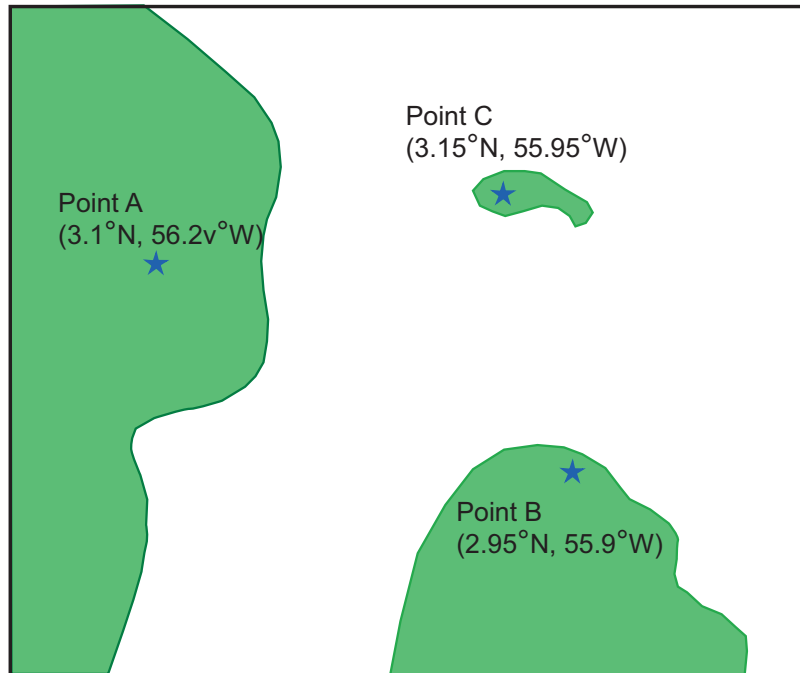 Point C
(3.15°N, 55.95°W)
Point A
(3.1°N, 56.2v°W)
Point B
(2.95°N, 55.9°W)